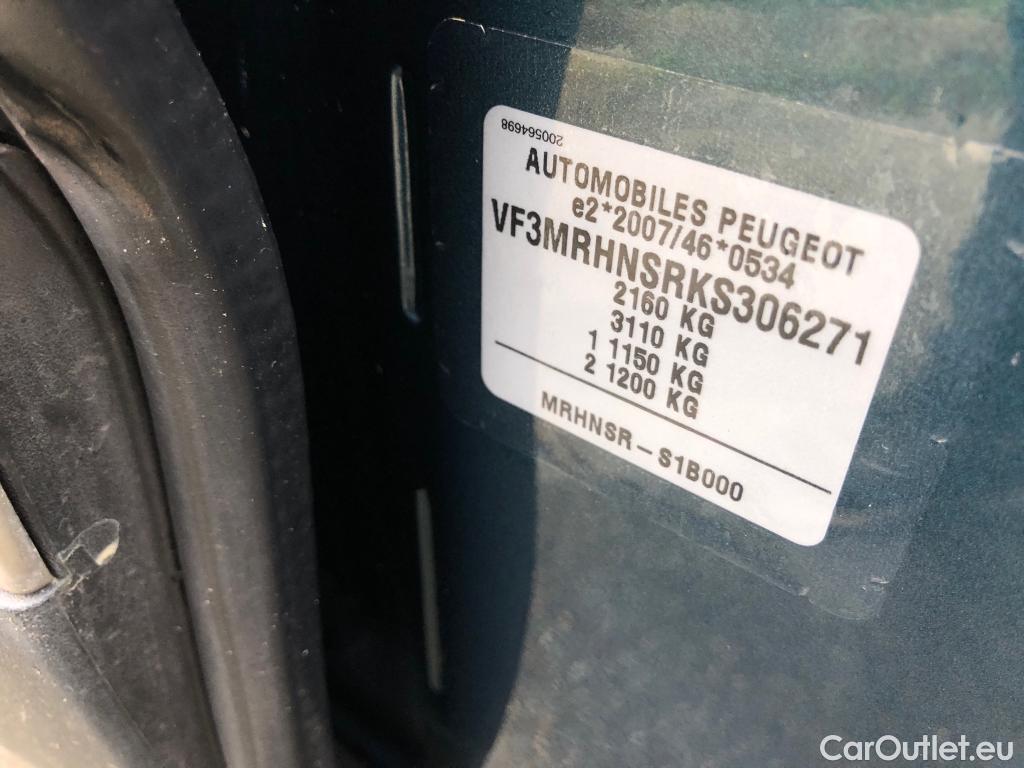 200564698
AUTOMOBILES PEUGEOT
e2*2007/46*0534
VF3MRHNSRKS306271
2160 KG
3110 KG
1 1150 KG
2 1200 KG
MRHNSR-S1B000
CarOutlet.eu